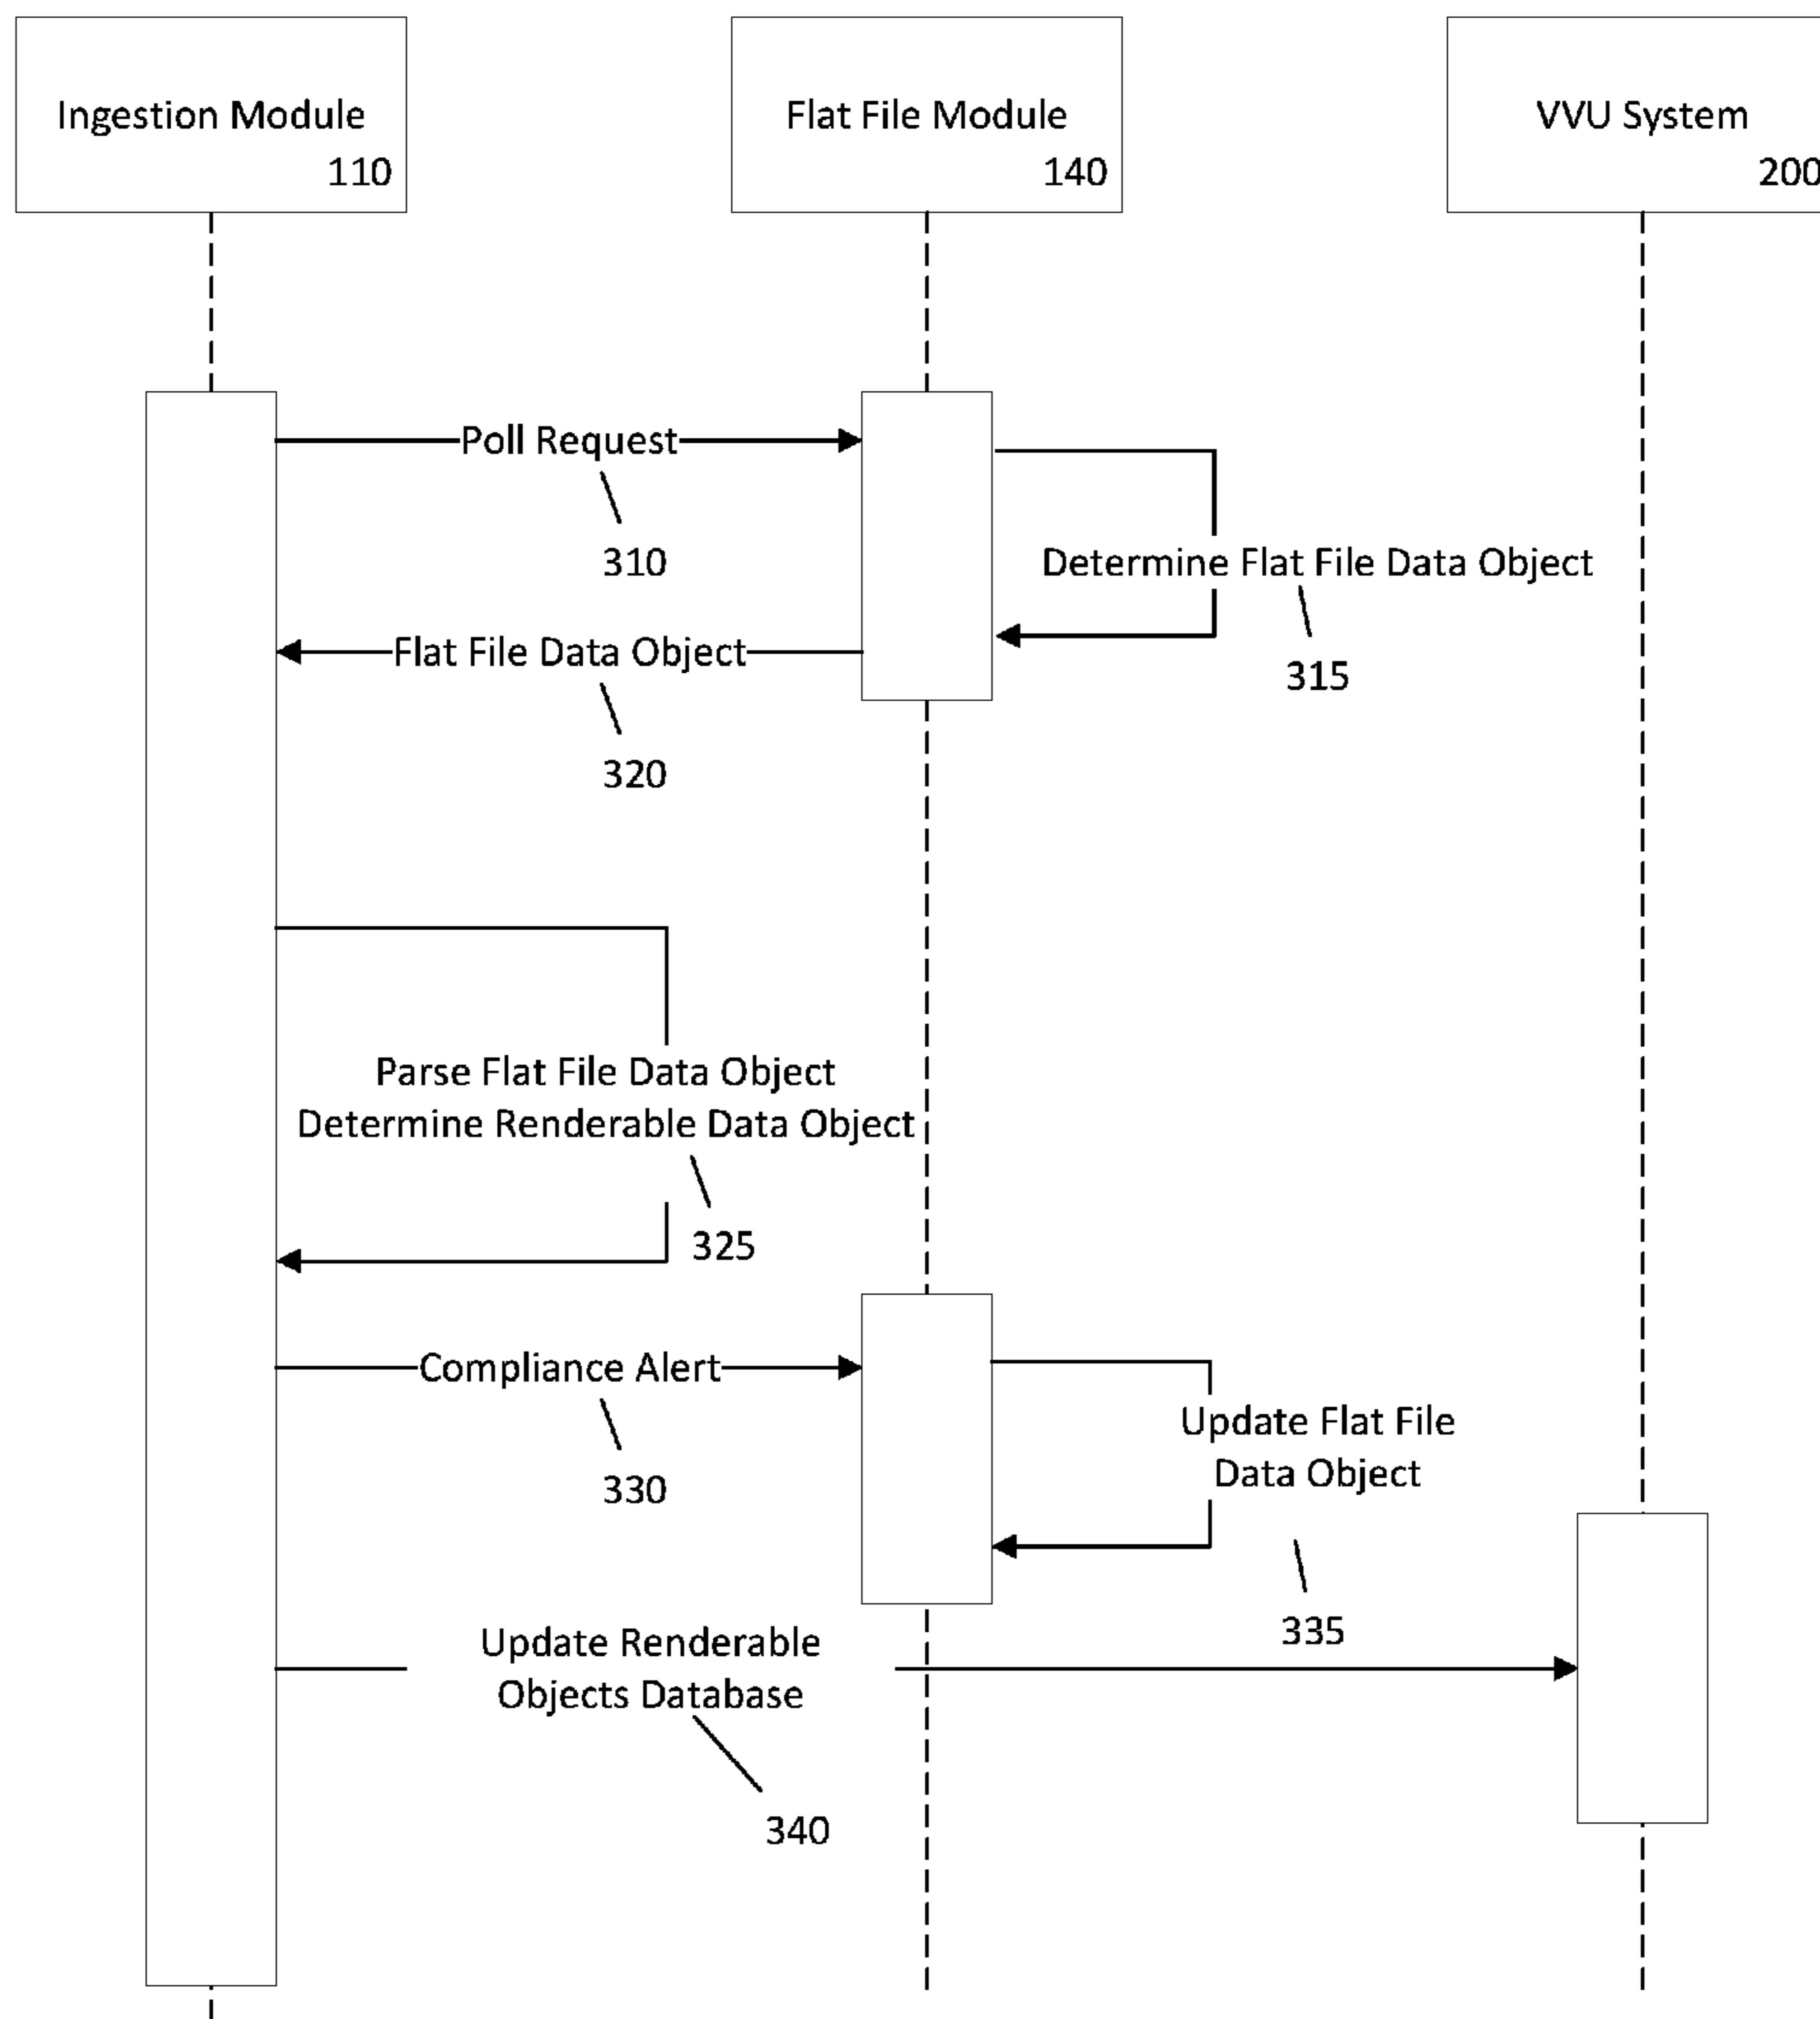 Ingestion Module
110
Flat File Module
140
VVU System
200
Poll Request
310
Determine Flat File Data Object
315
Flat File Data Object
320
Parse Flat File Data Object
Determine Renderable Data Object
325
Compliance Alert
330
Update Flat File
Data Object
335
Update Renderable
Objects Database
340